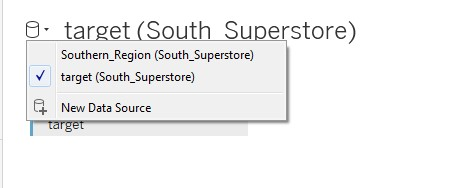 target (South_Superstore)
Southern_Region (South_Superstore)
target (South_Superstore)
New Data Source
target